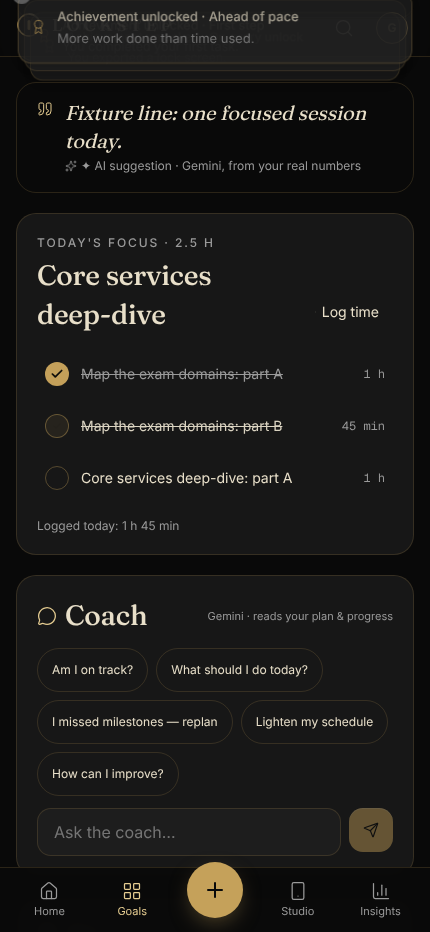 Achievement unlocked · Ahead of pace
More work done than time used.
Fixture line: one focused session
today.
✦ AI suggestion · Gemini, from your real numbers
TODAY'S FOCUS · 2.5 H
Core services
deep-dive
Log time
Map the exam domains: part A 1 h
Map the exam domains: part B 45 min
Core services deep-dive: part A 1 h
Logged today: 1 h 45 min
Coach
Gemini · reads your plan & progress
Am I on track?
What should I do today?
I missed milestones — replan
Lighten my schedule
How can I improve?
Ask the coach...
Home
Goals
Studio
Insights